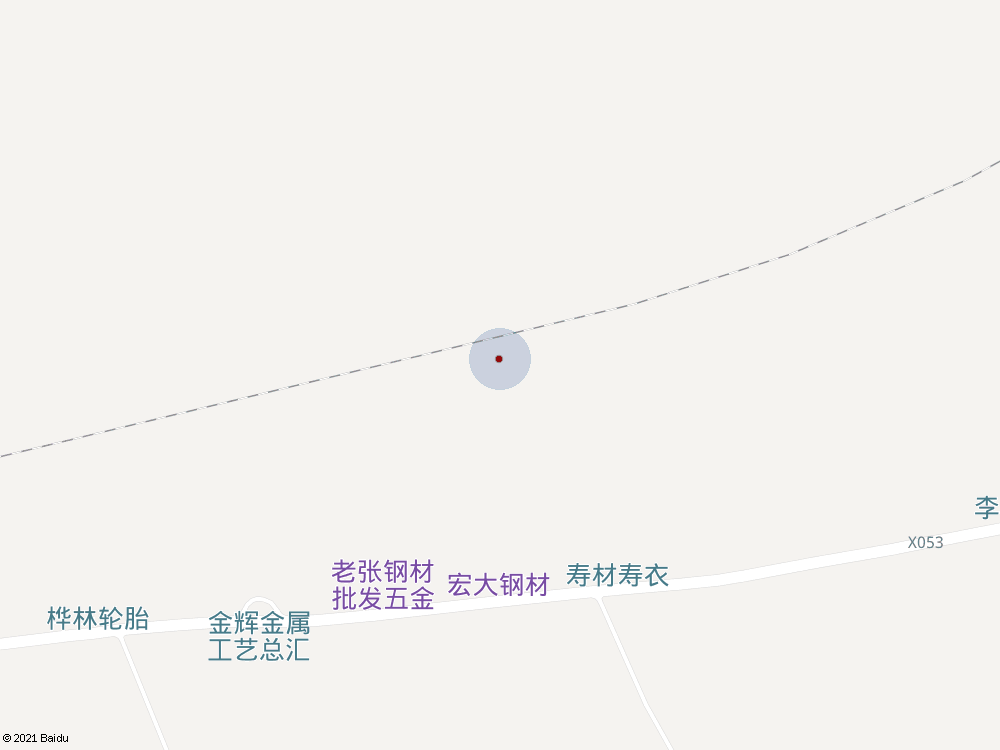 李
X053
老张钢材
批发五金
宏大钢材
寿材寿衣
桦林轮胎
金辉金属
工艺总汇
© 2021 Baidu